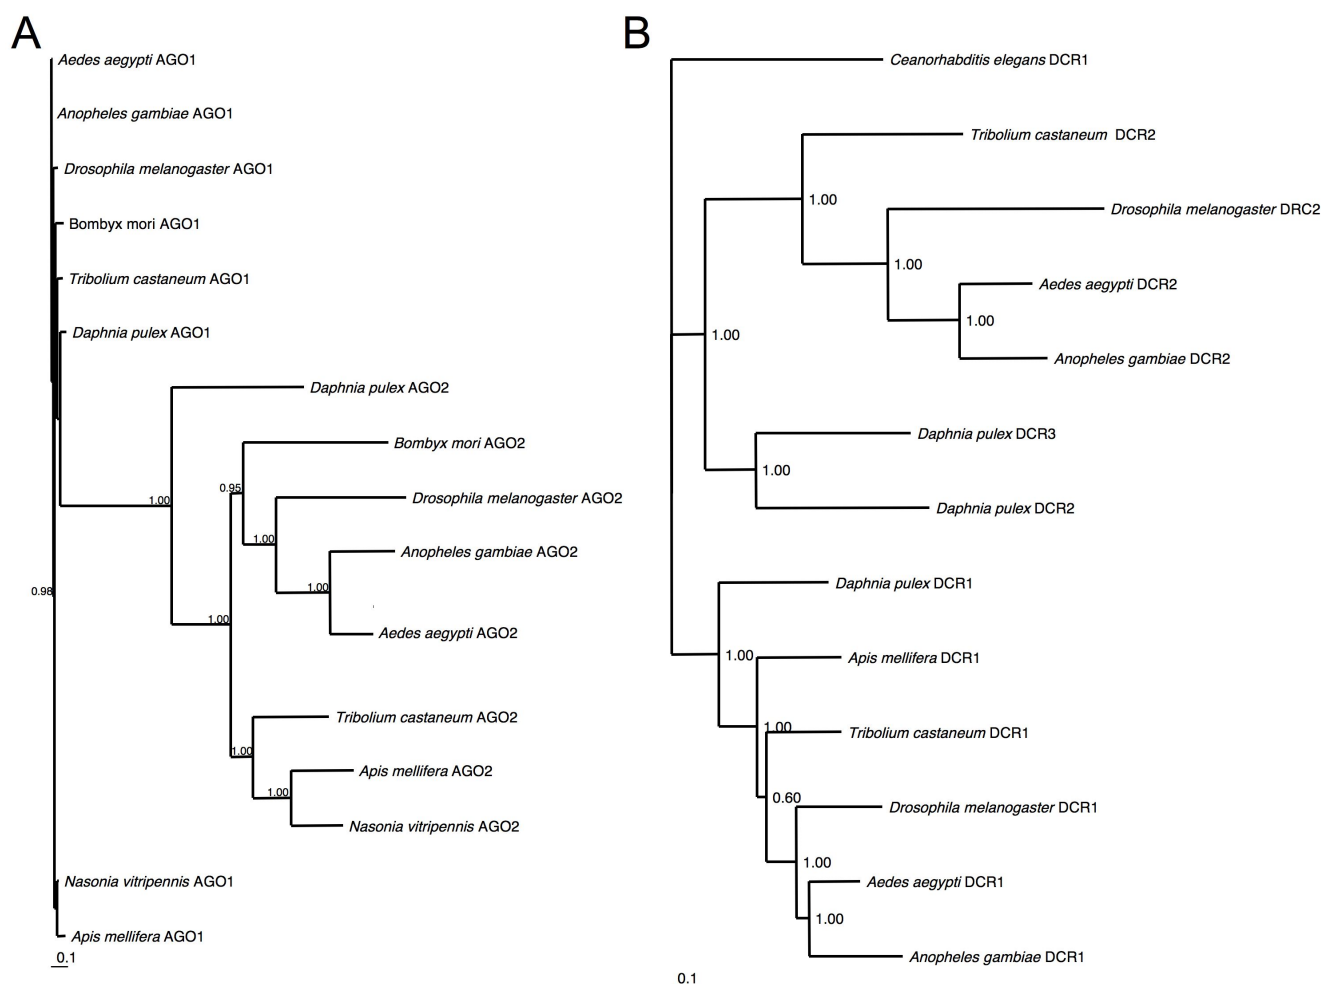 A
Aedes aegypti AGO1
Anopheles gambiae AGO1
Drosophila melanogaster AGO1
Bombyx mori AGO1
Tribolium castaneum AGO1
Daphnia pulex AGO1
Daphnia pulex AGO2
Bombyx mori AGO2
0.95
Drosophila melanogaster AGO2
1.00
1.00
Anopheles gambiae AGO2
1.00
0.98
Aedes aegypti AGO2
1.00
Tribolium castaneum AGO2
1.00
Apis mellifera AGO2
1.00
Nasonia vitripennis AGO2
Nasonia vitripennis AGO1
Apis mellifera AGO1
0.1
B
Ceanorhabditis elegans DCR1
Tribolium castaneum DCR2
1.00
Drosophila melanogaster DRC2
1.00
Aedes aegypti DCR2
1.00
1.00
Anopheles gambiae DCR2
Daphnia pulex DCR3
1.00
Daphnia pulex DCR2
Daphnia pulex DCR1
1.00
Apis mellifera DCR1
1.00
Tribolium castaneum DCR1
0.60
Drosophila melanogaster DCR1
1.00
Aedes aegypti DCR1
1.00
Anopheles gambiae DCR1
0.1